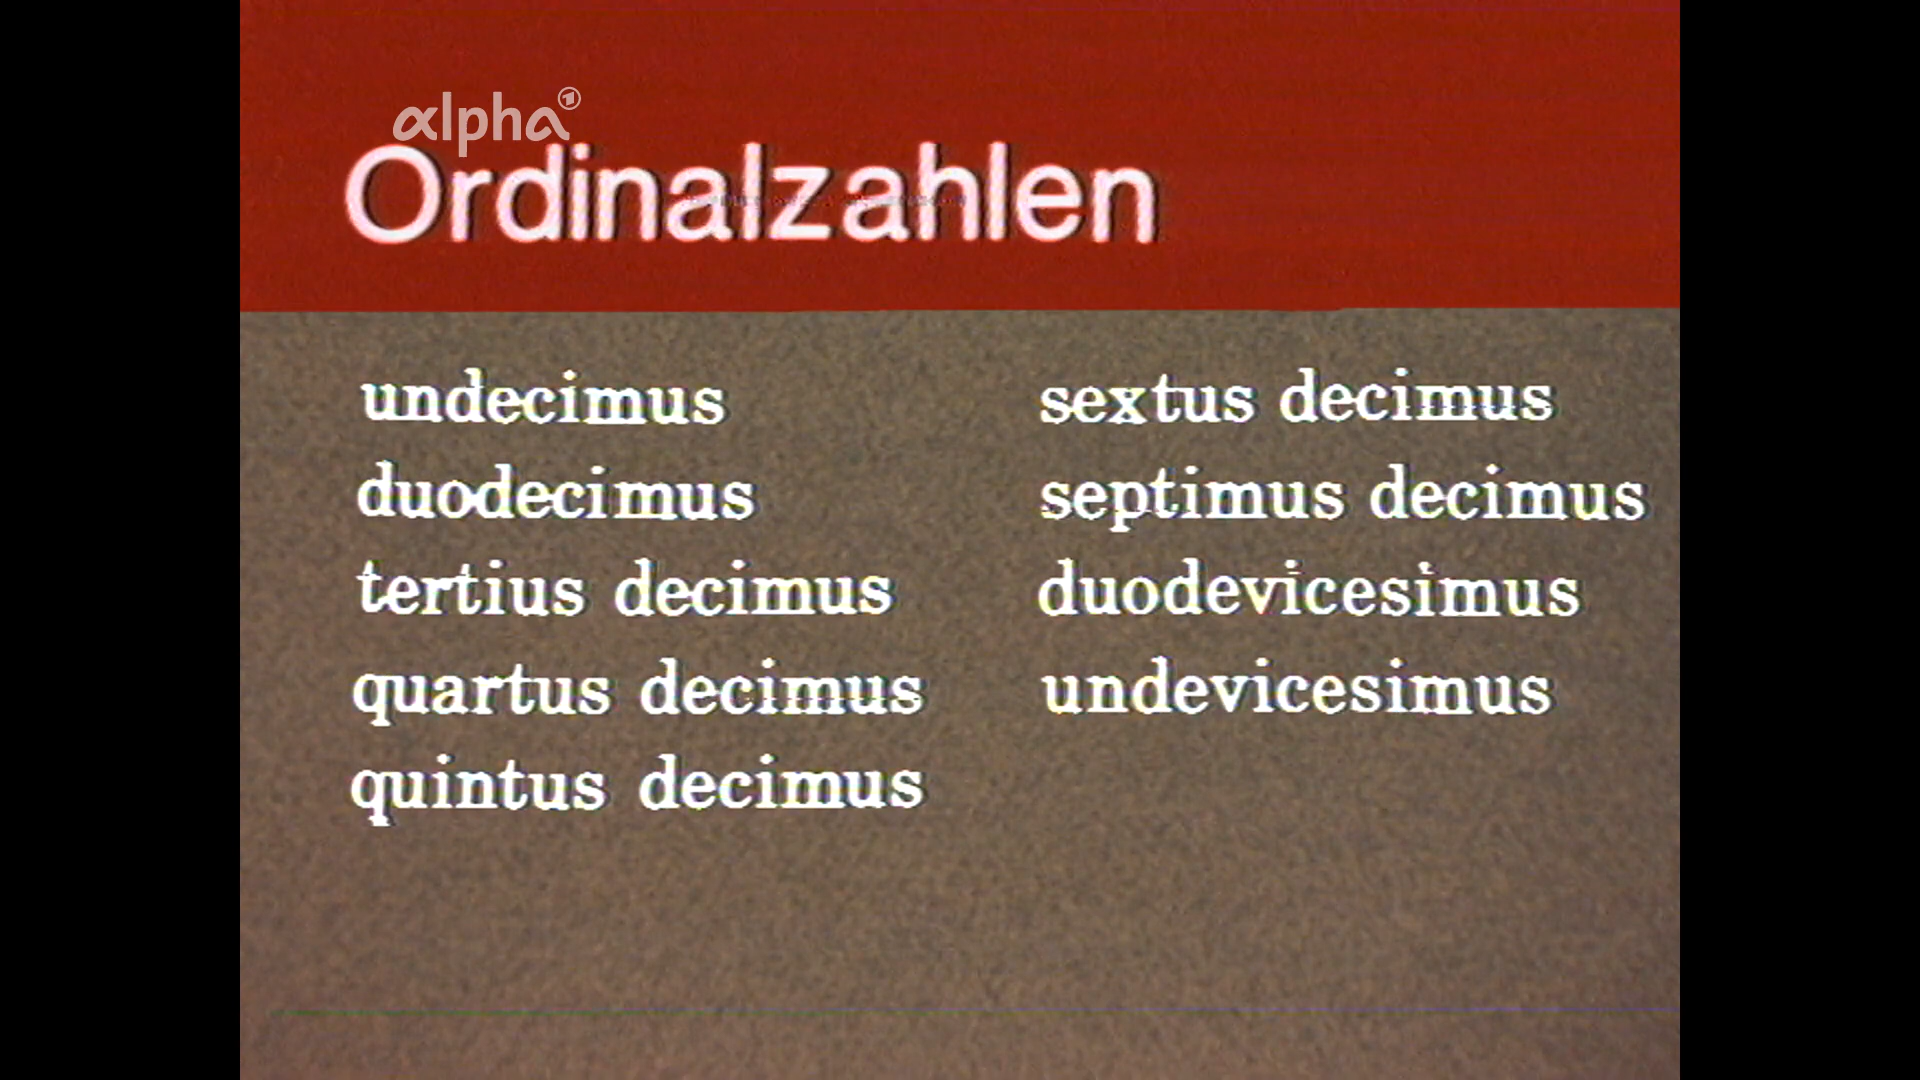 alpha
Ordinalzahlen
undecimus
duodecimus
tertius decimus
quartus decimus
quintus decimus
sextus decimus
septimus decimus
duodevicesimus
undevicesimus